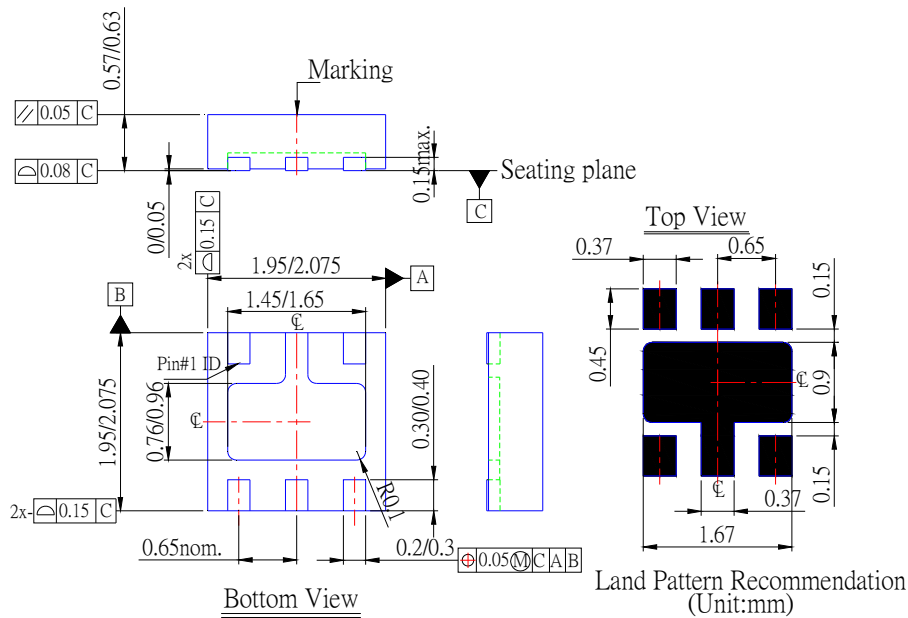 0.57/0.63
Marking
// 0.05 C
⌓ 0.08 C
0/0.05
0.15max.
Seating plane
C
2x ⌓ 0.15 C
1.95/2.075
A
1.45/1.65
℄
B
Pin#1 ID
1.95/2.075
0.76/0.96
℄
0.30/0.40
R0.1
2x- ⌓ 0.15 C
0.65nom.
0.2/0.3
⌖ 0.05 Ⓜ C A B
Bottom View
Top View
0.37
0.65
0.15
0.45
℄
0.9
℄
0.15
0.37
1.67
Land Pattern Recommendation
(Unit:mm)